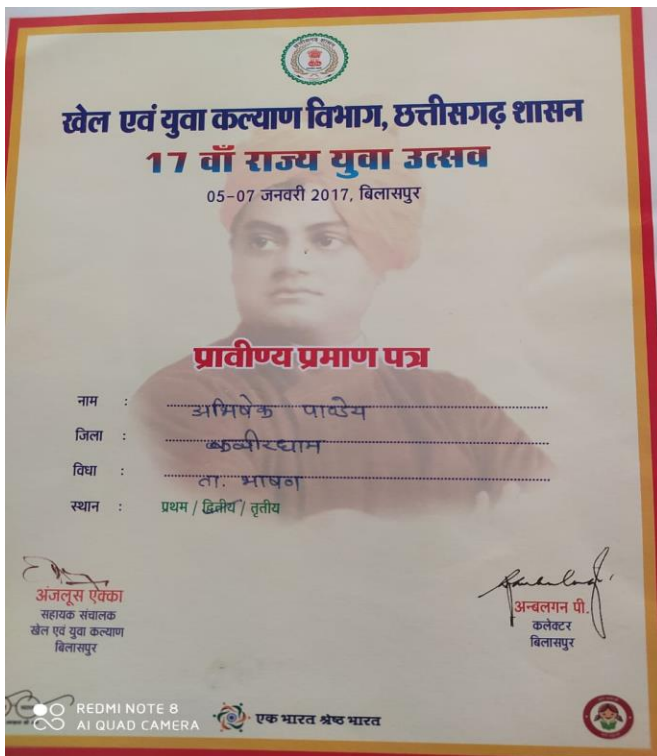 खेल एवं युवा कल्याण विभाग, छत्तीसगढ़ शासन
17 वाँ राज्य युवा उत्सव
05-07 जनवरी 2017, बिलासपुर
प्रावीण्य प्रमाण पत्र
नाम : अभिषेक पाण्डेय
जिला : कबीरधाम
विधा : ता. भाषण
स्थान : प्रथम / द्वितीय / तृतीय
अंजलूस एक्का
सहायक संचालक
खेल एवं युवा कल्याण
बिलासपुर
अन्बलगन पी.
कलेक्टर
बिलासपुर
REDMI NOTE 8
AI QUAD CAMERA
एक भारत श्रेष्ठ भारत